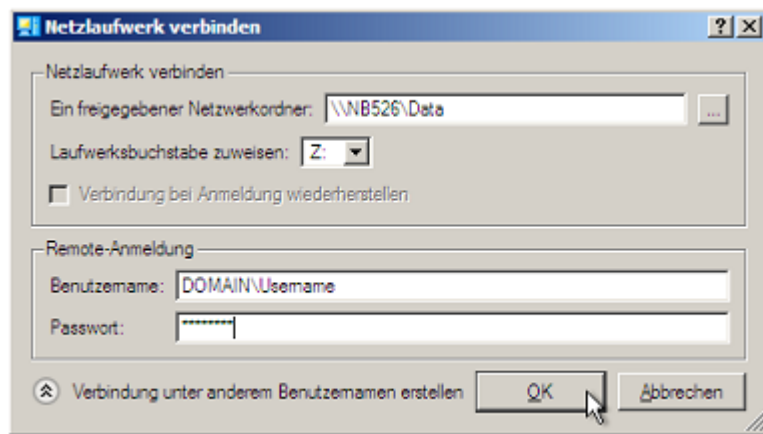 Netzlaufwerk verbinden
Netzlaufwerk verbinden
Ein freigegebener Netzwerkordner: \\NB526\Data ...
Laufwerksbuchstabe zuweisen: Z:
Verbindung bei Anmeldung wiederherstellen
Remote-Anmeldung
Benutzername: DOMAIN\Username
Passwort: ********
Verbindung unter anderem Benutzernamen erstellen OK Abbrechen